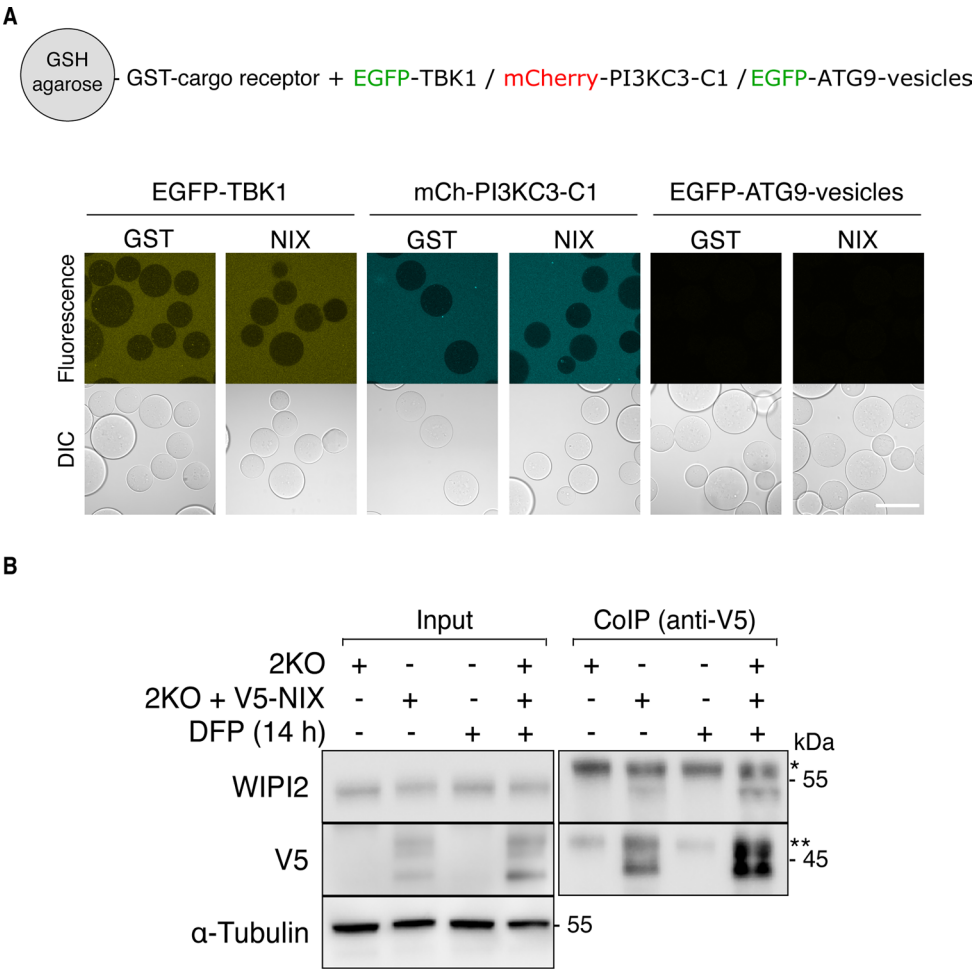 A
GSH
agarose
GST-cargo receptor + EGFP-TBK1 / mCherry-PI3KC3-C1 / EGFP-ATG9-vesicles
EGFP-TBK1 mCh-PI3KC3-C1 EGFP-ATG9-vesicles
GST NIX GST NIX GST NIX
Fluorescence
DIC
B
Input CoIP (anti-V5)
2KO + - - + + - - +
2KO + V5-NIX - + - + - + - +
DFP (14 h) - - + + - - + +
kDa
WIPI2 * - 55
V5 ** - 45
α-Tubulin - 55